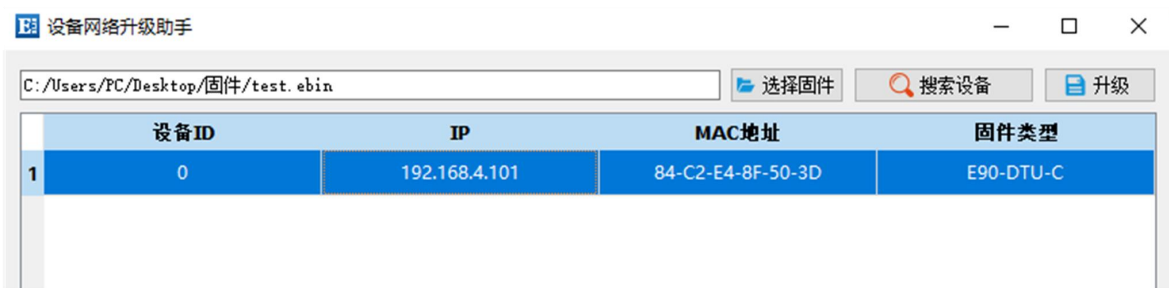 设备网络升级助手
C:/Users/PC/Desktop/固件/test.ebin 选择固件 搜索设备 升级
设备ID IP MAC地址 固件类型
1 0 192.168.4.101 84-C2-E4-8F-50-3D E90-DTU-C